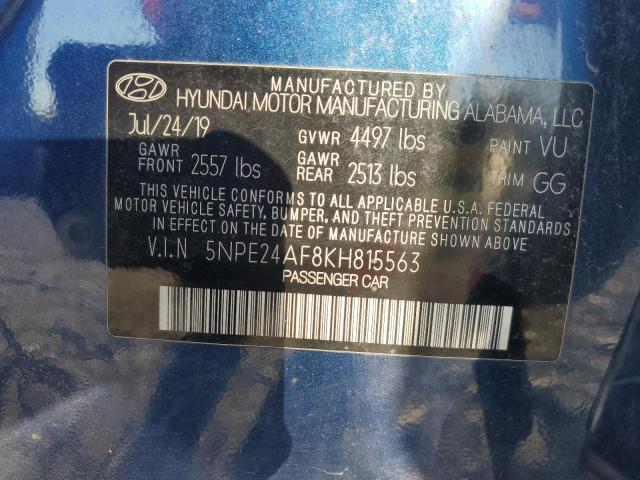 MANUFACTURED BY
HYUNDAI MOTOR MANUFACTURING ALABAMA, LLC
Jul/24/19 GVWR 4497 lbs PAINT VU
GAWR FRONT 2557 lbs GAWR REAR 2513 lbs TRIM GG
THIS VEHICLE CONFORMS TO ALL APPLICABLE U.S.A. FEDERAL
MOTOR VEHICLE SAFETY, BUMPER, AND THEFT PREVENTION STANDARDS
IN EFFECT ON THE DATE OF MANUFACTURE SHOWN ABOVE.
V.I.N 5NPE24AF8KH815563
PASSENGER CAR